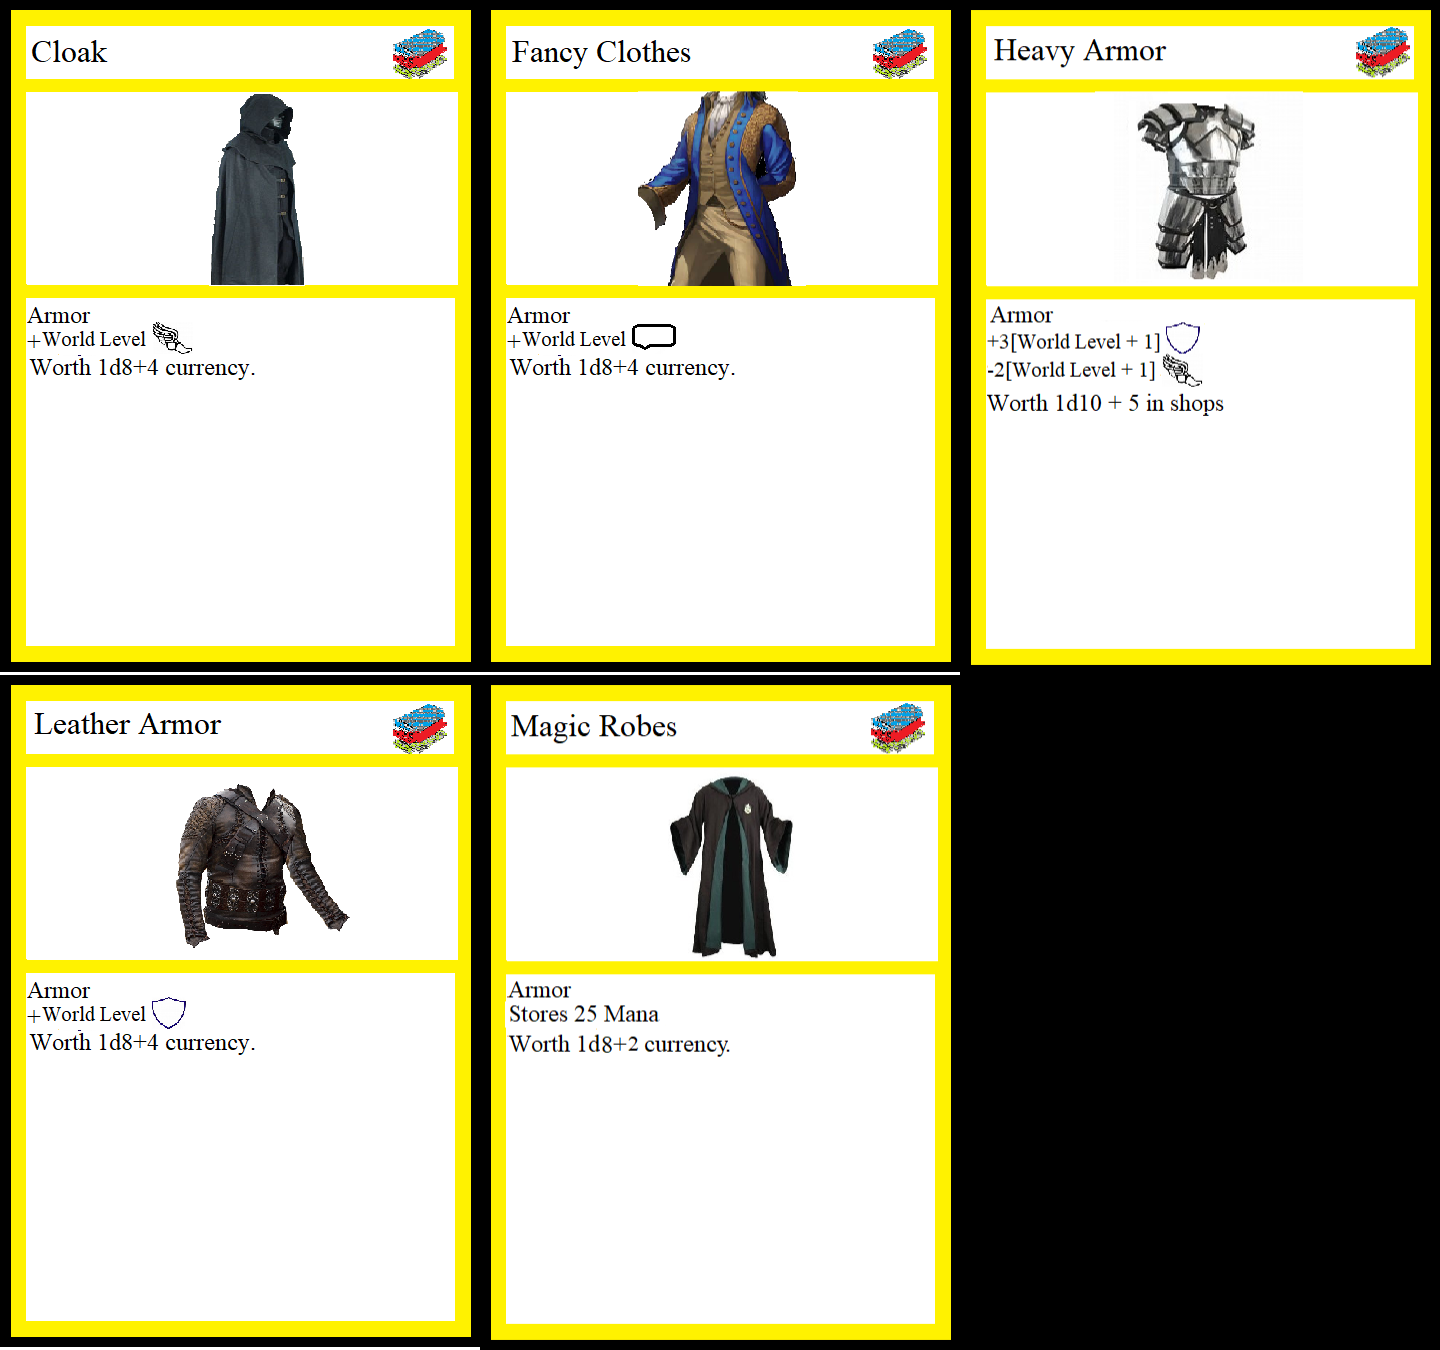 Cloak
Armor
+World Level
Worth 1d8+4 currency.
Fancy Clothes
Armor
+World Level
Worth 1d8+4 currency.
Heavy Armor
Armor
+3[World Level + 1]
-2[World Level + 1]
Worth 1d10 + 5 in shops
Leather Armor
Armor
+World Level
Worth 1d8+4 currency.
Magic Robes
Armor
Stores 25 Mana
Worth 1d8+2 currency.